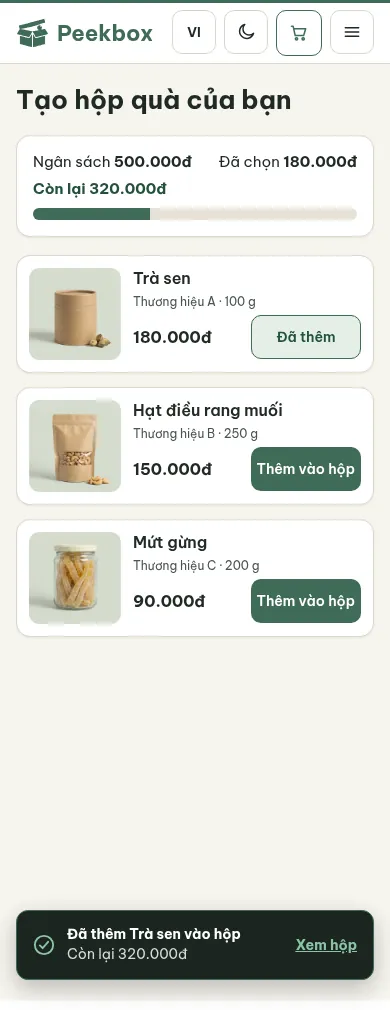 Peekbox
VI
Tạo hộp quà của bạn
Ngân sách 500.000đ Đã chọn 180.000đ
Còn lại 320.000đ
Trà sen
Thương hiệu A · 100 g
180.000đ
Đã thêm
Hạt điều rang muối
Thương hiệu B · 250 g
150.000đ
Thêm vào hộp
Mứt gừng
Thương hiệu C · 200 g
90.000đ
Thêm vào hộp
Đã thêm Trà sen vào hộp
Còn lại 320.000đ
Xem hộp